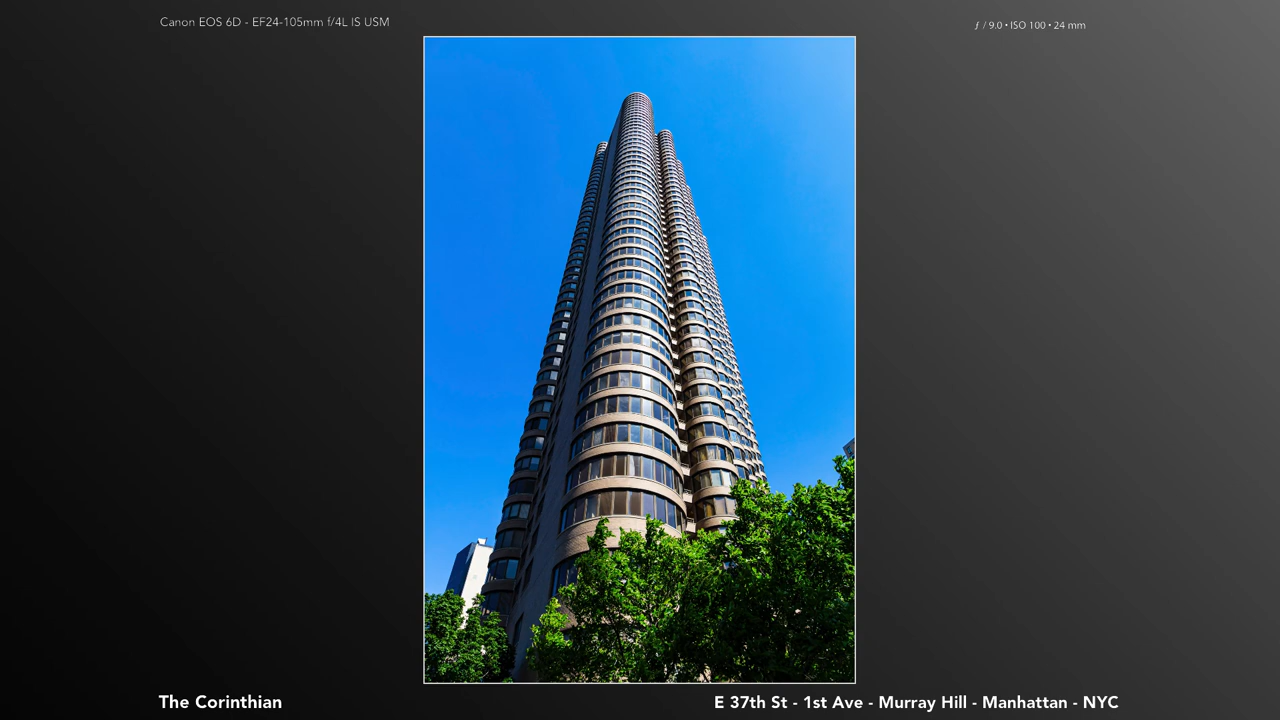 Canon EOS 6D - EF24-105mm f/4L IS USM
ƒ / 9.0 • ISO 100 • 24 mm
The Corinthian
E 37th St - 1st Ave - Murray Hill - Manhattan - NYC